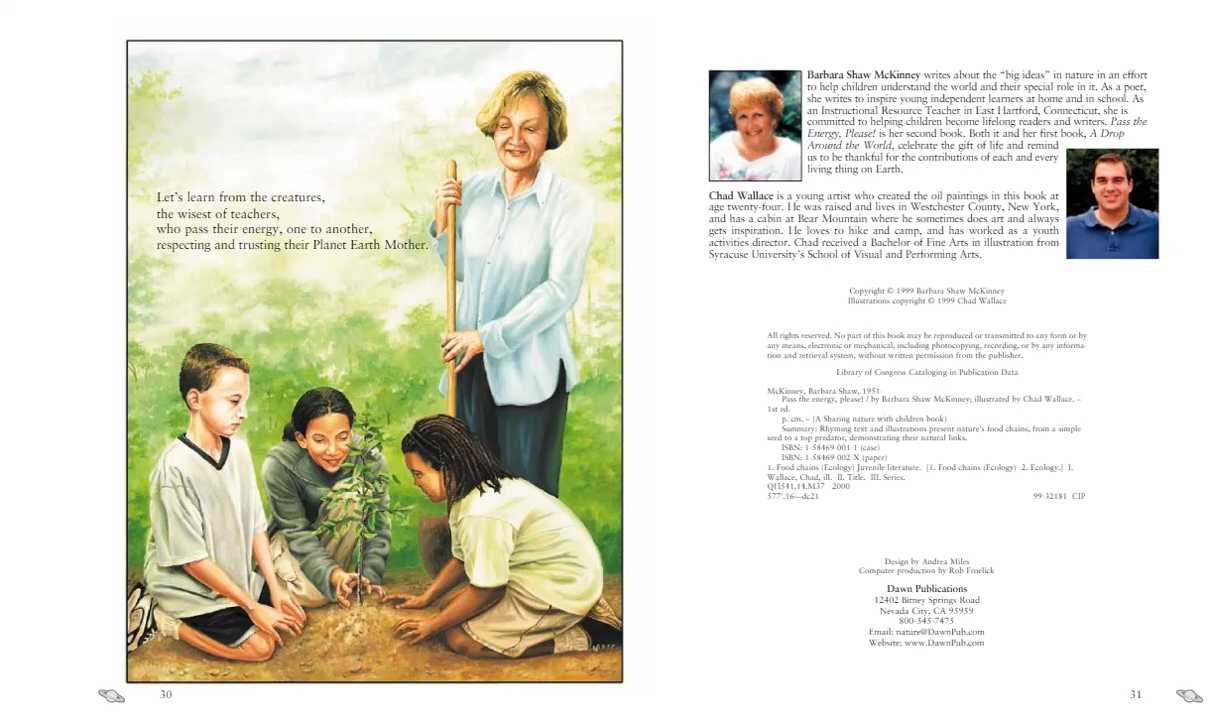 Let's learn from the creatures,
the wisest of teachers,
who pass their energy, one to another,
respecting and trusting their Planet Earth Mother.
30
Barbara Shaw McKinney writes about the “big ideas” in nature in an effort
to help children understand the world and their special role in it. As a poet,
she writes to inspire young independent learners at home and in school. As
an Instructional Resource Teacher in East Hartford, Connecticut, she is
committed to helping children become lifelong readers and writers. Pass the
Energy, Please! is her second book. Both it and her first book, A Drop
Around the World, celebrate the gift of life and remind
us to be thankful for the contributions of each and every
living thing on Earth.
Chad Wallace is a young artist who created the oil paintings in this book at
age twenty-four. He was raised and lives in Westchester County, New York,
and has a cabin at Bear Mountain where he sometimes does art and always
gets inspiration. He loves to hike and camp, and has worked as a youth
activities director. Chad received a Bachelor of Fine Arts in illustration from
Syracuse University's School of Visual and Performing Arts.
Copyright © 1999 Barbara Shaw McKinney
Illustrations copyright © 1999 Chad Wallace
All rights reserved. No part of this book may be reproduced or transmitted to any form or by
any means, electronic or mechanical, including photocopying, recording, or by any informa-
tion and retrieval system, without written permission from the publisher.
Library of Congress Cataloging-in-Publication Data
McKinney, Barbara Shaw, 1951-
Pass the energy, please! / by Barbara Shaw McKinney; illustrated by Chad Wallace. –
1st ed.
p. cm. – (A Sharing nature with children book)
Summary: Rhyming text and illustrations present nature's food chains, from a simple
seed to a top predator, demonstrating their natural links.
ISBN: 1-58469-001-1 (case)
ISBN: 1-58469-002-X (paper)
1. Food chains (Ecology) Juvenile literature. [1. Food chains (Ecology) 2. Ecology.] I.
Wallace, Chad, ill. II. Title. III. Series.
QH541.14.M37 2000
577'.16—dc21 99-32181 CIP
Design by Andrea Miles
Computer production by Rob Froelick
Dawn Publications
12402 Bitney Springs Road
Nevada City, CA 95959
800-545-7475
Email: nature@DawnPub.com
Website: www.DawnPub.com
31